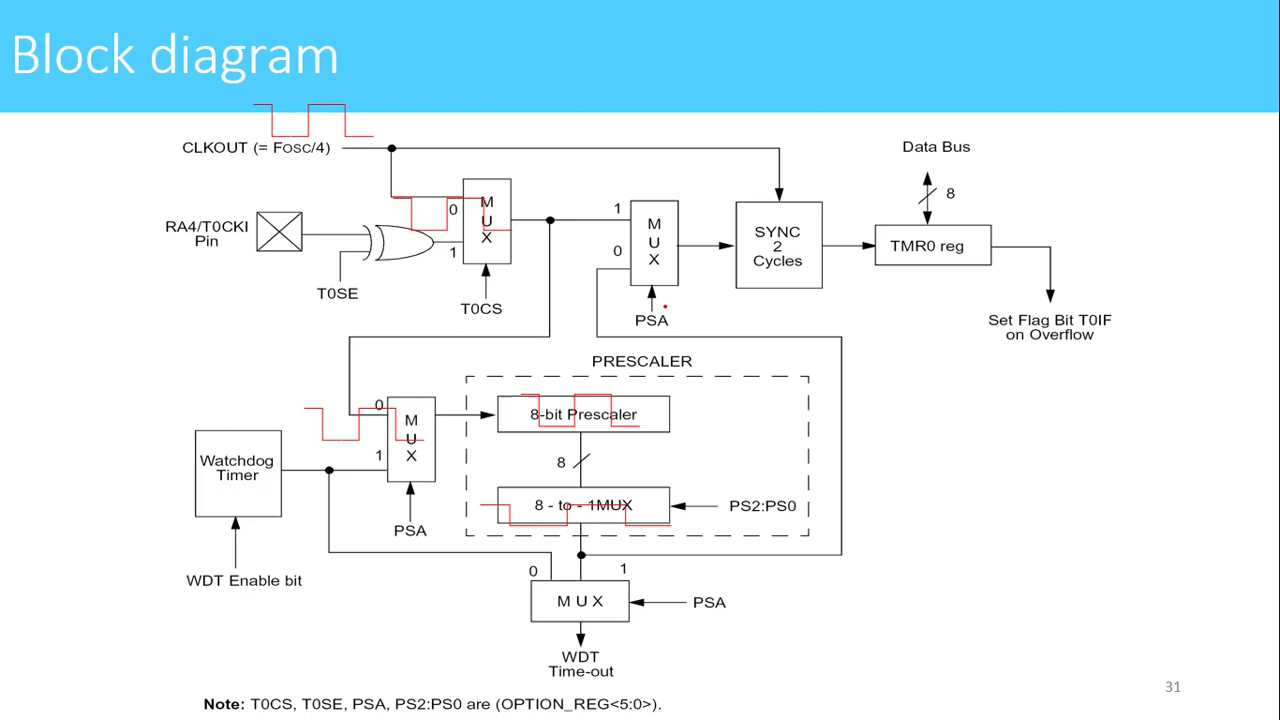 Block diagram
CLKOUT (= FOSC/4)
Data Bus
8
RA4/T0CKI
Pin
T0SE
0
1
M
U
X
T0CS
1
0
M
U
X
PSA
SYNC
2
Cycles
TMR0 reg
Set Flag Bit T0IF
on Overflow
PRESCALER
0
1
M
U
X
PSA
8-bit Prescaler
8
8 - to - 1MUX
PS2:PS0
Watchdog
Timer
WDT Enable bit
0
1
M U X
PSA
WDT
Time-out
31
Note: T0CS, T0SE, PSA, PS2:PS0 are (OPTION_REG<5:0>).